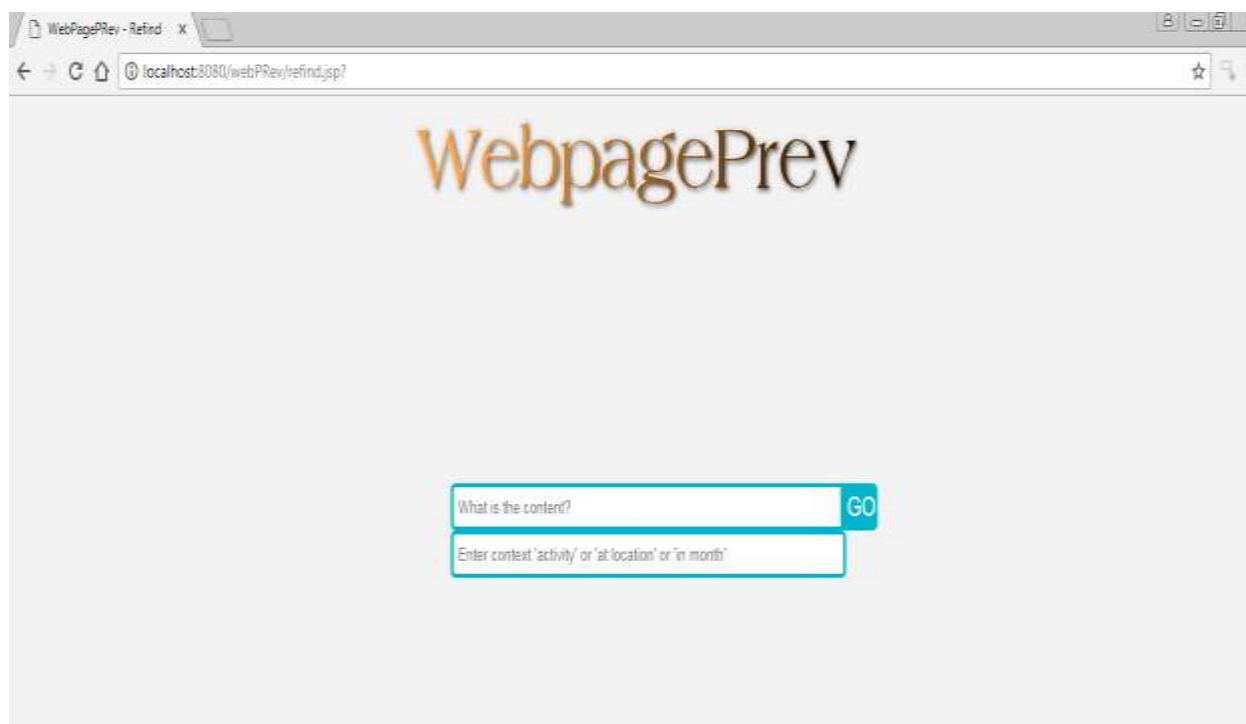 WebPagePRev - Refind x
localhost:8080/webPRev/refind.jsp?
WebpagePrev
What is the content?
GO
Enter context 'activity' or 'at location' or 'in month'